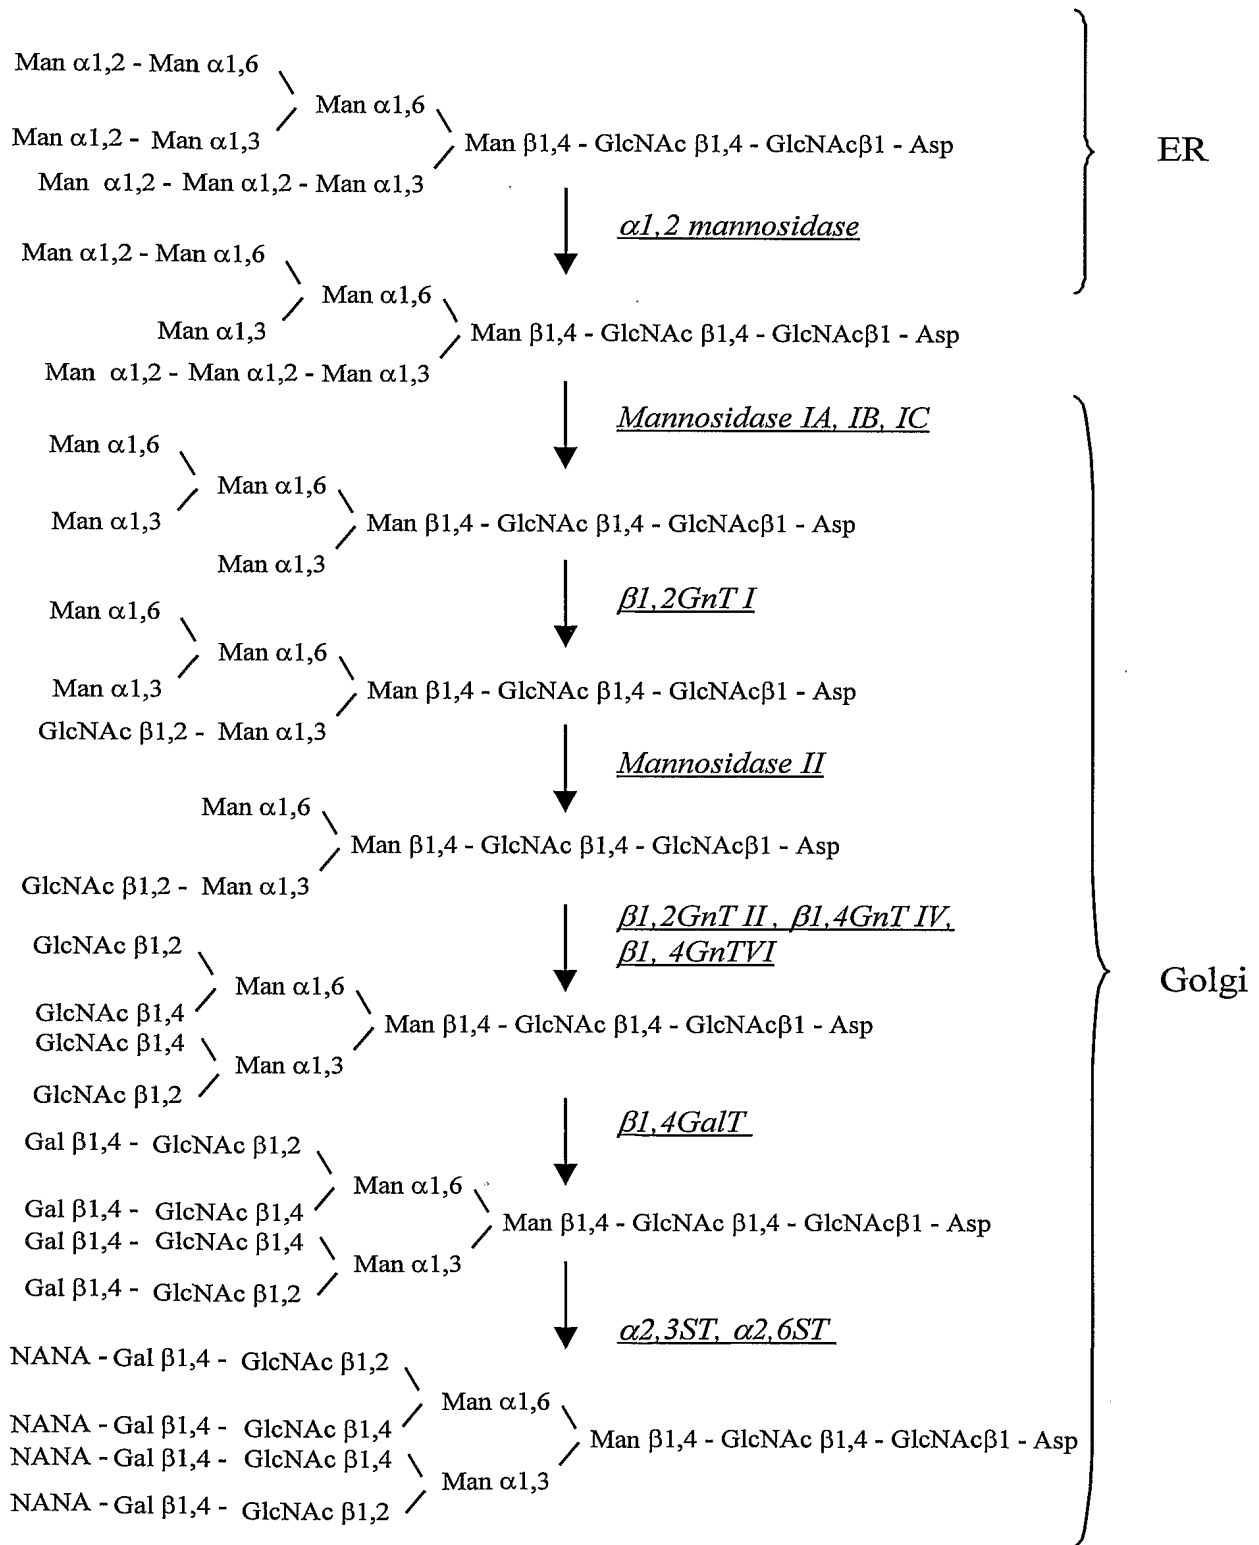 Man α1,2 - Man α1,6
Man α1,6
Man α1,2 - Man α1,3
Man β1,4 - GlcNAc β1,4 - GlcNAcβ1 - Asp
ER
Man α1,2 - Man α1,2 - Man α1,3
α1,2 mannosidase
Man α1,2 - Man α1,6
Man α1,6
Man α1,3
Man β1,4 - GlcNAc β1,4 - GlcNAcβ1 - Asp
Man α1,2 - Man α1,2 - Man α1,3
Mannosidase IA, IB, IC
Man α1,6
Man α1,6
Man α1,3
Man β1,4 - GlcNAc β1,4 - GlcNAcβ1 - Asp
Man α1,3
β1,2GnT I
Man α1,6
Man α1,6
Man α1,3
Man β1,4 - GlcNAc β1,4 - GlcNAcβ1 - Asp
GlcNAc β1,2 - Man α1,3
Mannosidase II
Man α1,6
Man β1,4 - GlcNAc β1,4 - GlcNAcβ1 - Asp
GlcNAc β1,2 - Man α1,3
β1,2GnT II, β1,4GnT IV,
β1, 4GnTVI
GlcNAc β1,2
Man α1,6
GlcNAc β1,4
Man β1,4 - GlcNAc β1,4 - GlcNAcβ1 - Asp
GlcNAc β1,4
Man α1,3
GlcNAc β1,2
Golgi
β1,4GalT
Gal β1,4 - GlcNAc β1,2
Man α1,6
Gal β1,4 - GlcNAc β1,4
Man β1,4 - GlcNAc β1,4 - GlcNAcβ1 - Asp
Gal β1,4 - GlcNAc β1,4
Man α1,3
Gal β1,4 - GlcNAc β1,2
α2,3ST, α2,6ST
NANA - Gal β1,4 - GlcNAc β1,2
Man α1,6
NANA - Gal β1,4 - GlcNAc β1,4
Man β1,4 - GlcNAc β1,4 - GlcNAcβ1 - Asp
NANA - Gal β1,4 - GlcNAc β1,4
Man α1,3
NANA - Gal β1,4 - GlcNAc β1,2